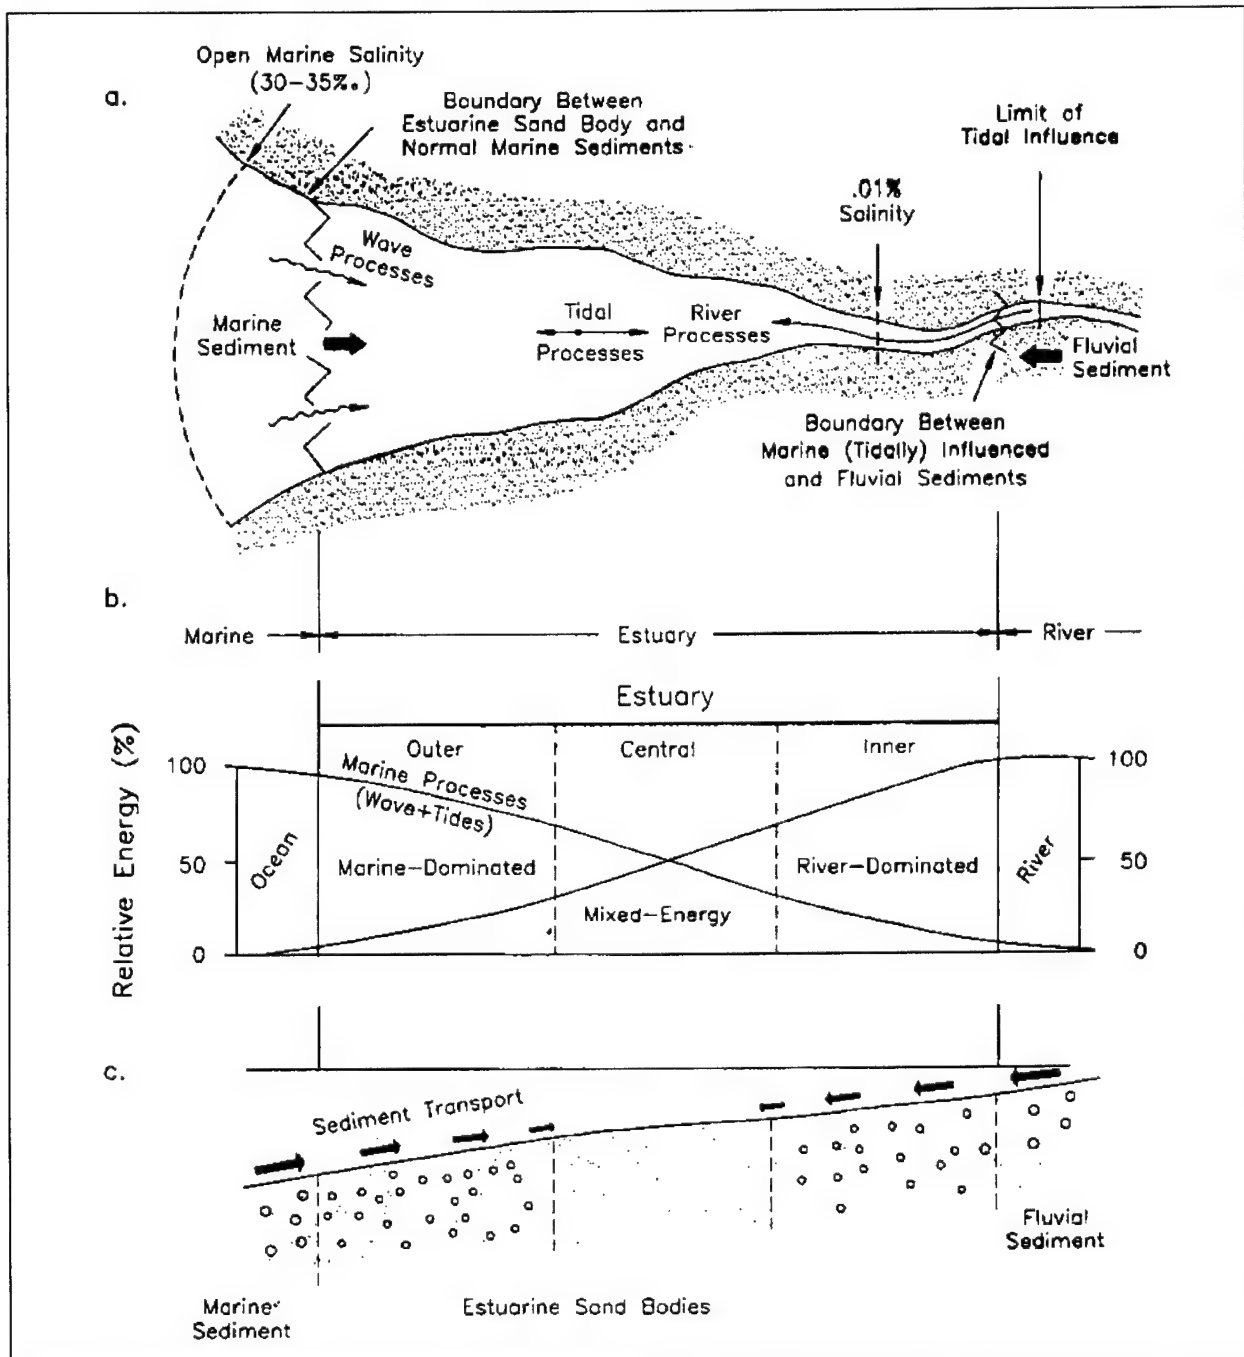 a.
Open Marine Salinity
(30-35‰)
Boundary Between
Estuarine Sand Body and
Normal Marine Sediments
Limit of
Tidal Influence
.01%
Salinity
Wave
Processes
Marine
Sediment
Tidal
Processes
River
Processes
Fluvial
Sediment
Boundary Between
Marine (Tidally) Influenced
and Fluvial Sediments
b.
Marine
Estuary
River
Estuary
Outer
Central
Inner
Relative Energy (%)
100
50
0
Marine Processes
(Wave+Tides)
Ocean
Marine-Dominated
Mixed-Energy
River-Dominated
River
100
50
0
c.
Sediment Transport
Fluvial
Sediment
Marine
Sediment
Estuarine Sand Bodies